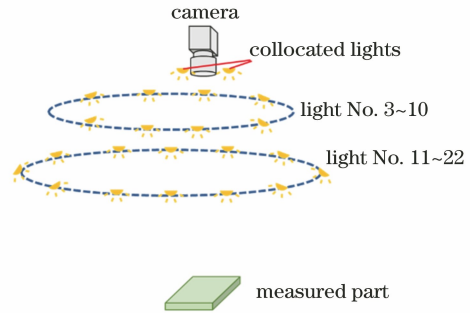 camera
collocated lights
light No. 3~10
light No. 11~22
measured part